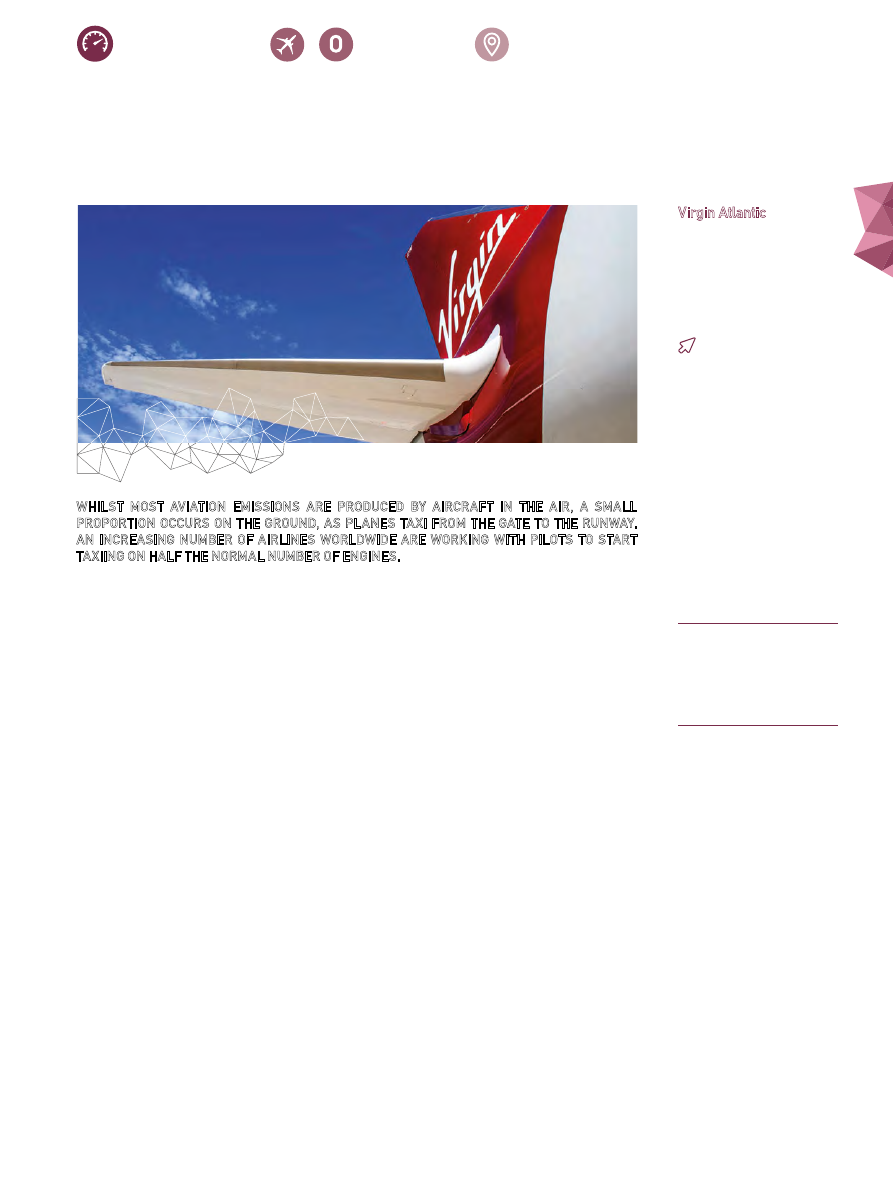 0
Virgin Atlantic
Virgin
WHILST MOST AVIATION EMISSIONS ARE PRODUCED BY AIRCRAFT IN THE AIR, A SMALL
PROPORTION OCCURS ON THE GROUND, AS PLANES TAXI FROM THE GATE TO THE RUNWAY.
AN INCREASING NUMBER OF AIRLINES WORLDWIDE ARE WORKING WITH PILOTS TO START
TAXIING ON HALF THE NORMAL NUMBER OF ENGINES.